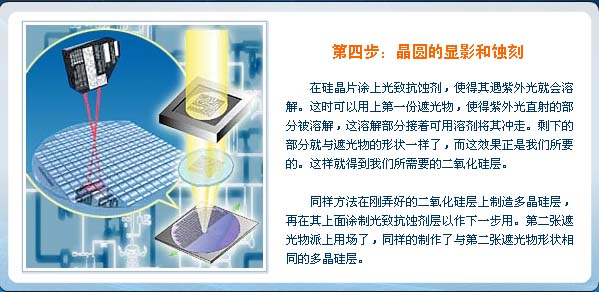 第四步：晶圆的显影和蚀刻
在硅晶片涂上光致抗蚀剂，使得其遇紫外光就会溶
解。这时可以用上第一份遮光物，使得紫外光直射的部
分被溶解，这溶解部分接着可用溶剂将其冲走。剩下的
部分就与遮光物的形状一样了，而这效果正是我们所要
的。这样就得到我们所需要的二氧化硅层。
同样方法在刚弄好的二氧化硅层上制造多晶硅层，
再在其上面涂制光致抗蚀剂层以作下一步用。第二张遮
光物派上用场了，同样的制作了与第二张遮光物形状相
同的多晶硅层。